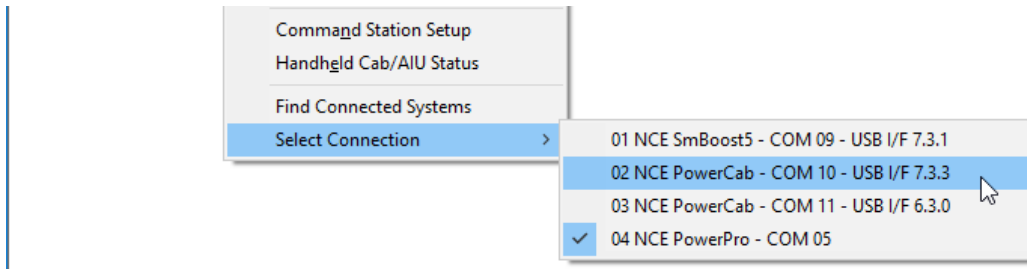 Command Station Setup
Handheld Cab/AIU Status
Find Connected Systems
Select Connection
01 NCE SmBoost5 - COM 09 - USB I/F 7.3.1
02 NCE PowerCab - COM 10 - USB I/F 7.3.3
03 NCE PowerCab - COM 11 - USB I/F 6.3.0
04 NCE PowerPro - COM 05